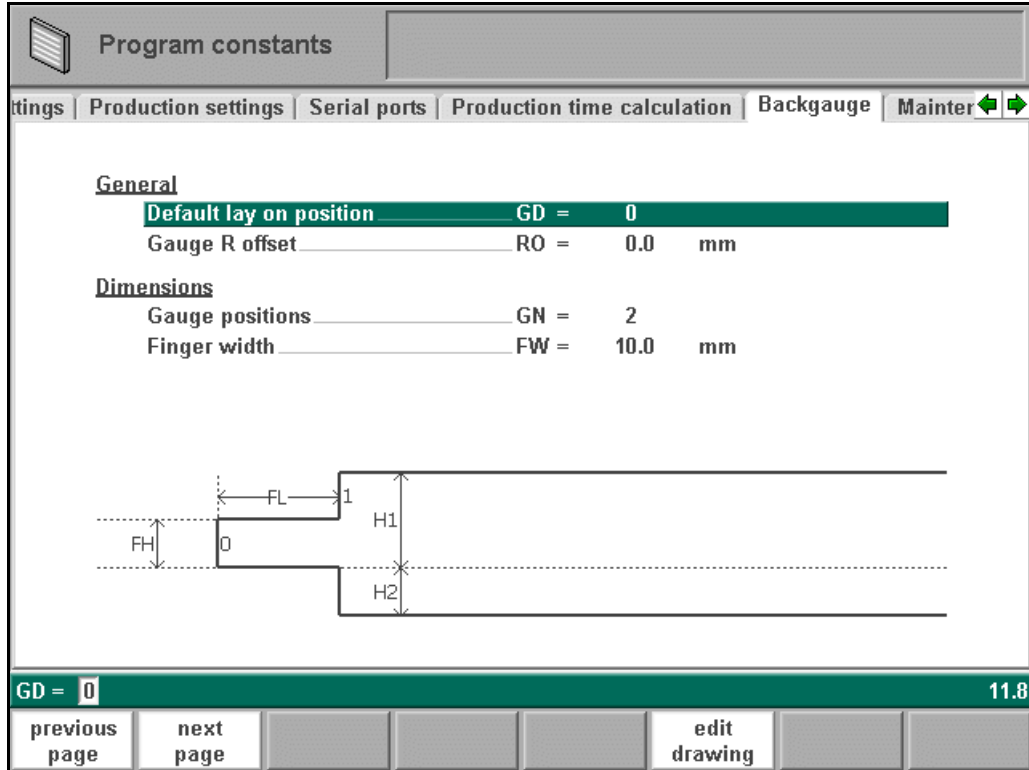 Program constants
ttings | Production settings | Serial ports | Production time calculation | Backgauge | Mainter
General
Default lay on position GD = 0
Gauge R offset RO = 0.0 mm
Dimensions
Gauge positions GN = 2
Finger width FW = 10.0 mm
FL 1
H1
FH 0
H2
GD = 0 11.8
previous page next page edit drawing